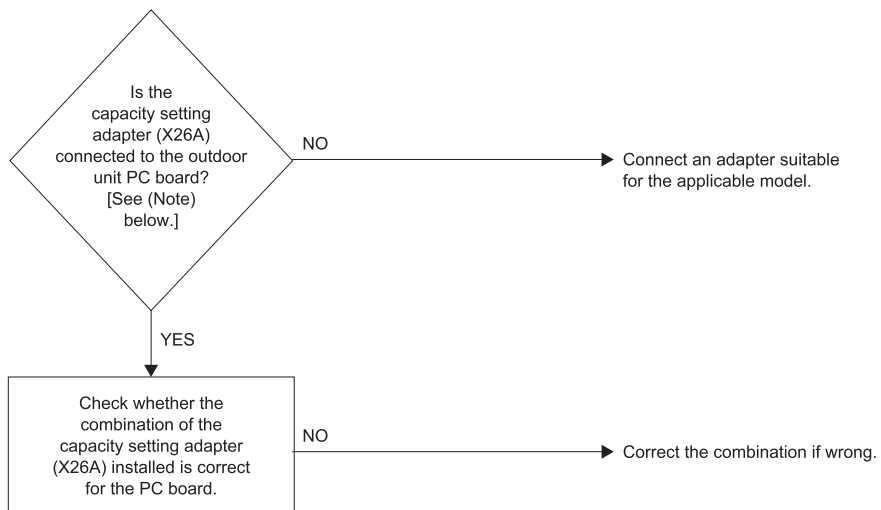 Is the
capacity setting
adapter (X26A)
connected to the outdoor
unit PC board?
[See (Note)
below.]
NO
Connect an adapter suitable
for the applicable model.
YES
Check whether the
combination of the
capacity setting adapter
(X26A) installed is correct
for the PC board.
NO
Correct the combination if wrong.